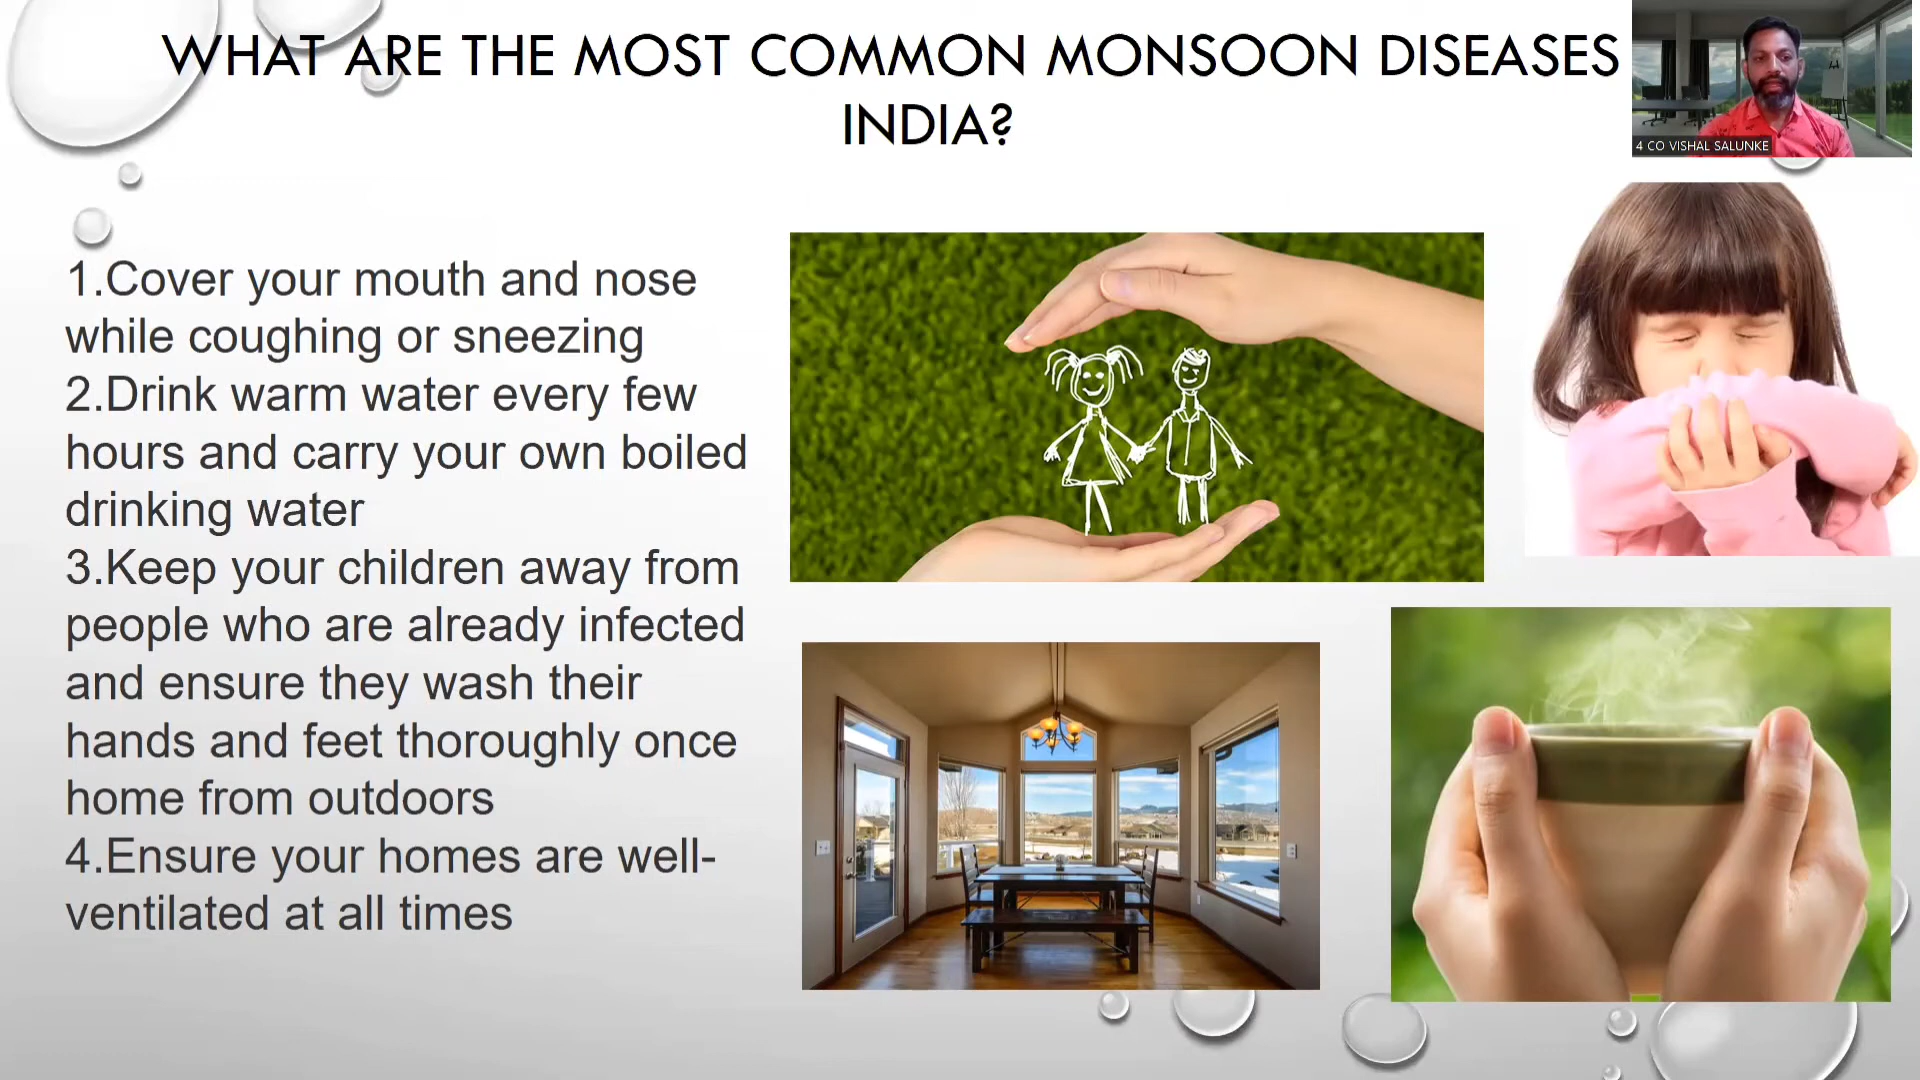 WHAT ARE THE MOST COMMON MONSOON DISEASES
INDIA?
4 CO VISHAL SALUNKE
1.Cover your mouth and nose
while coughing or sneezing
2.Drink warm water every few
hours and carry your own boiled
drinking water
3.Keep your children away from
people who are already infected
and ensure they wash their
hands and feet thoroughly once
home from outdoors
4.Ensure your homes are well-
ventilated at all times